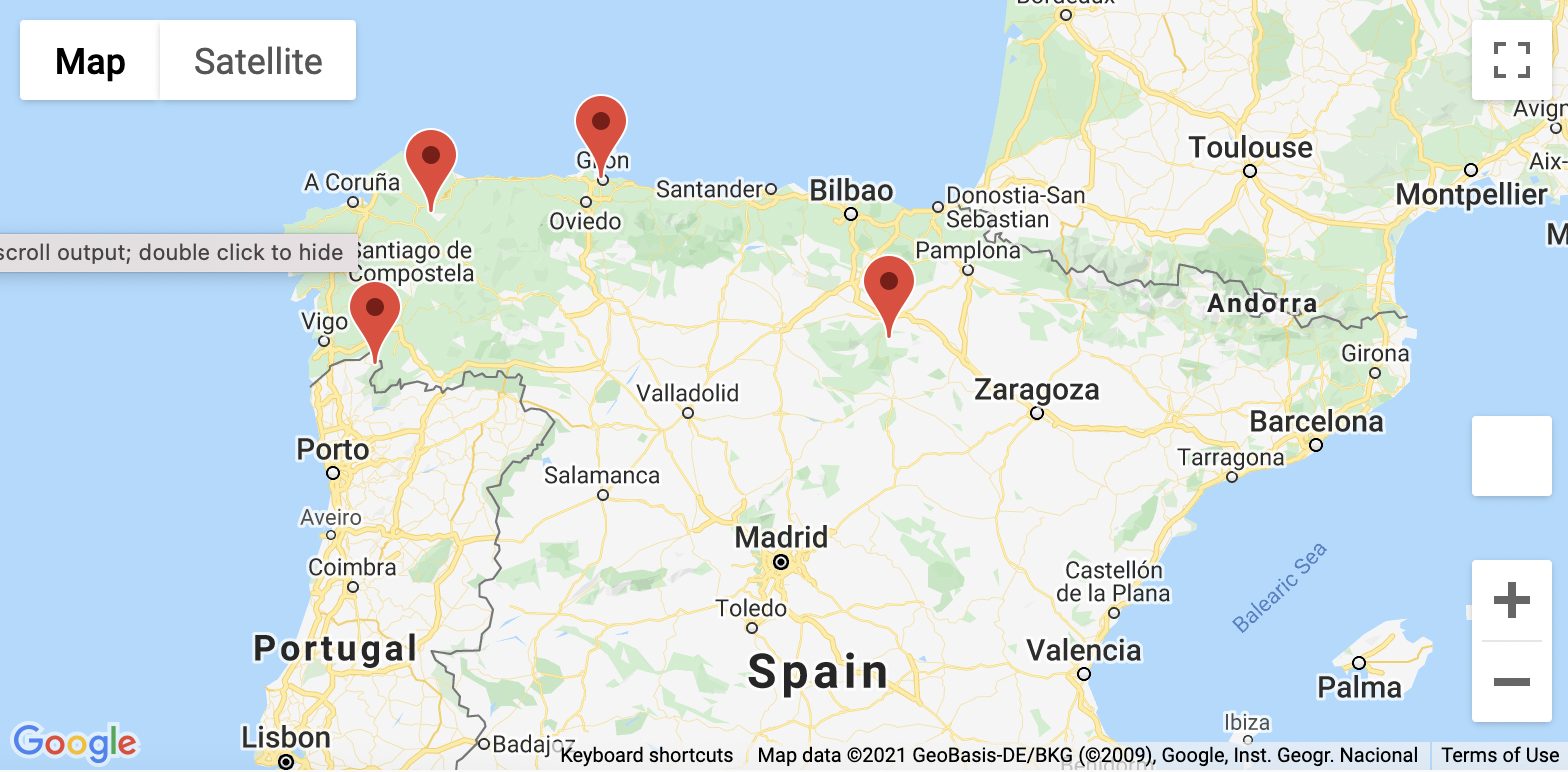 Bordeaux
Map
Satellite
Avign
Toulouse
Aix-
Gijón
A Coruña
Santander
Bilbao
Donostia-San
Sebastian
Montpellier
Oviedo
M
scroll output; double click to hide
Santiago de
Compostela
Pamplona
Andorra
Vigo
Girona
Valladolid
Zaragoza
Barcelona
Porto
Tarragona
Salamanca
Aveiro
Madrid
Coimbra
Castellón
de la Plana
Balearic Sea
Toledo
Portugal
Valencia
Spain
Palma
Ibiza
Google
Lisbon
Badajoz
Keyboard shortcuts
Map data ©2021 GeoBasis-DE/BKG (©2009), Google, Inst. Geogr. Nacional
Terms of Use